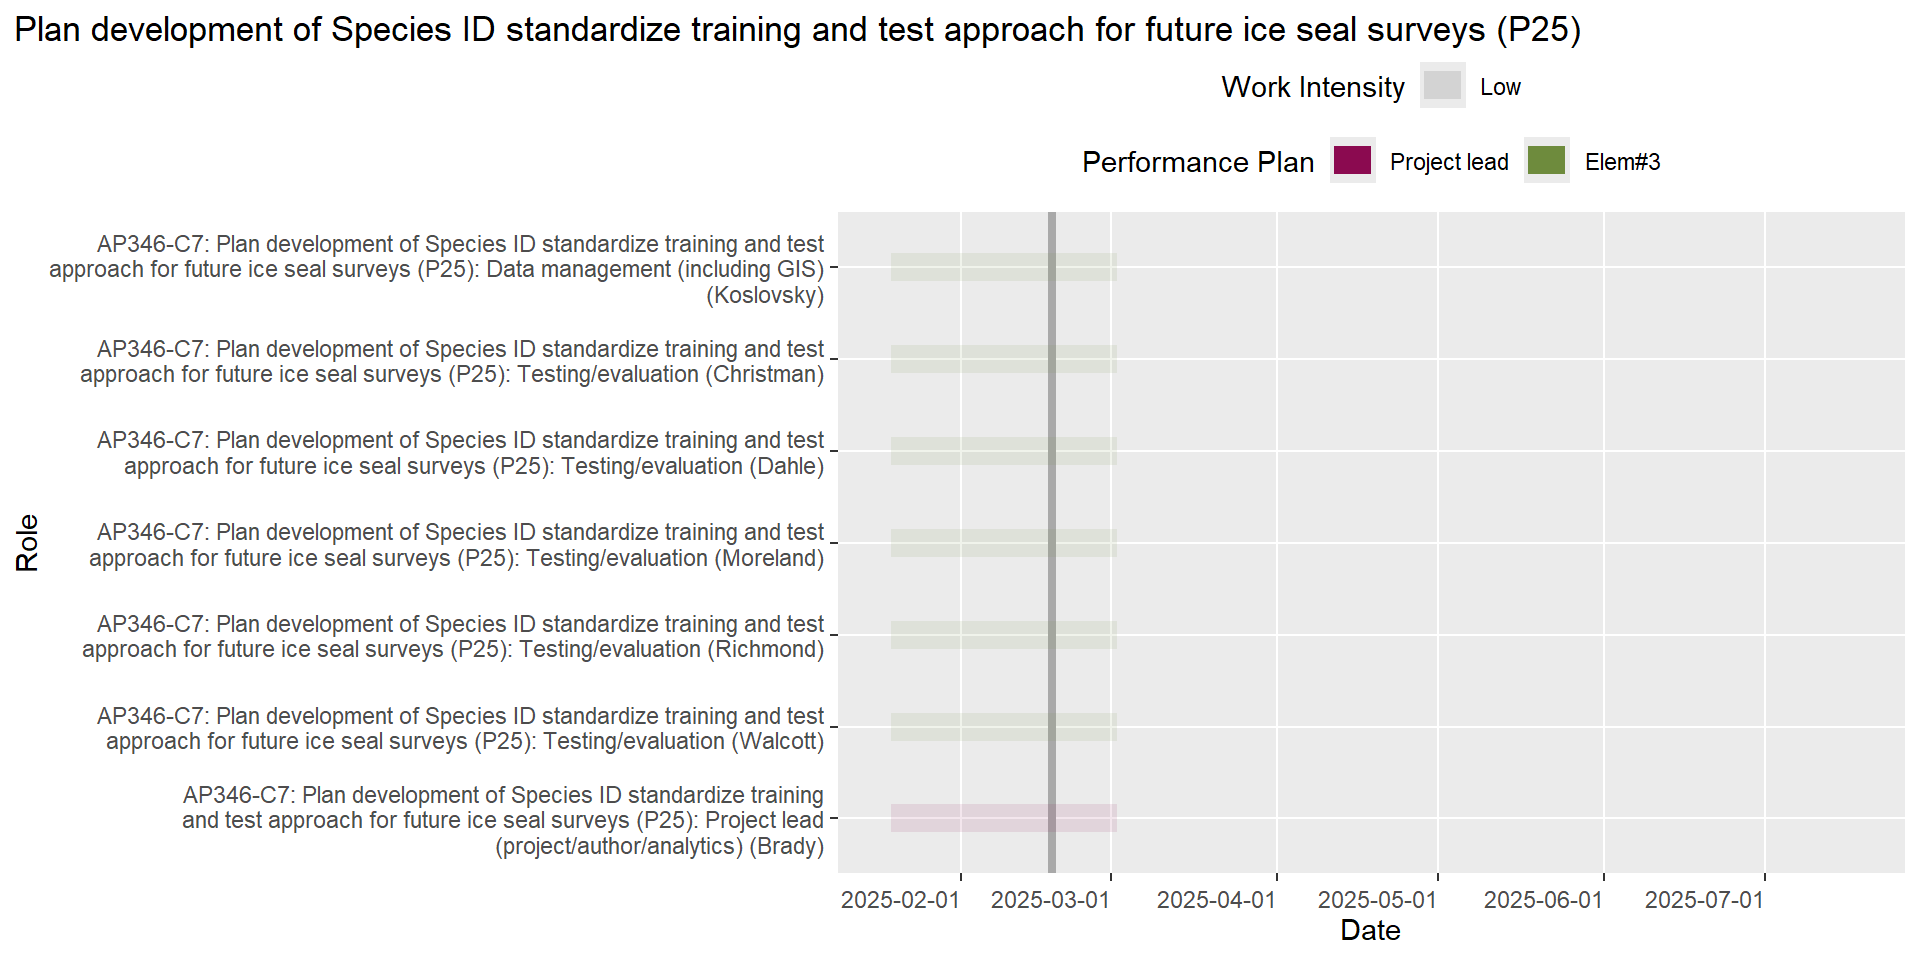 Plan development of Species ID standardize training and test approach for future ice seal surveys (P25)
Work Intensity Low
Performance Plan Project lead Elem#3
AP346-C7: Plan development of Species ID standardize training and test
approach for future ice seal surveys (P25): Data management (including GIS)
(Koslovsky)
AP346-C7: Plan development of Species ID standardize training and test
approach for future ice seal surveys (P25): Testing/evaluation (Christman)
AP346-C7: Plan development of Species ID standardize training and test
approach for future ice seal surveys (P25): Testing/evaluation (Dahle)
AP346-C7: Plan development of Species ID standardize training and test
approach for future ice seal surveys (P25): Testing/evaluation (Moreland)
AP346-C7: Plan development of Species ID standardize training and test
approach for future ice seal surveys (P25): Testing/evaluation (Richmond)
AP346-C7: Plan development of Species ID standardize training and test
approach for future ice seal surveys (P25): Testing/evaluation (Walcott)
AP346-C7: Plan development of Species ID standardize training
and test approach for future ice seal surveys (P25): Project lead
(project/author/analytics) (Brady)
Role
2025-02-01 2025-03-01 2025-04-01 2025-05-01 2025-06-01 2025-07-01
Date